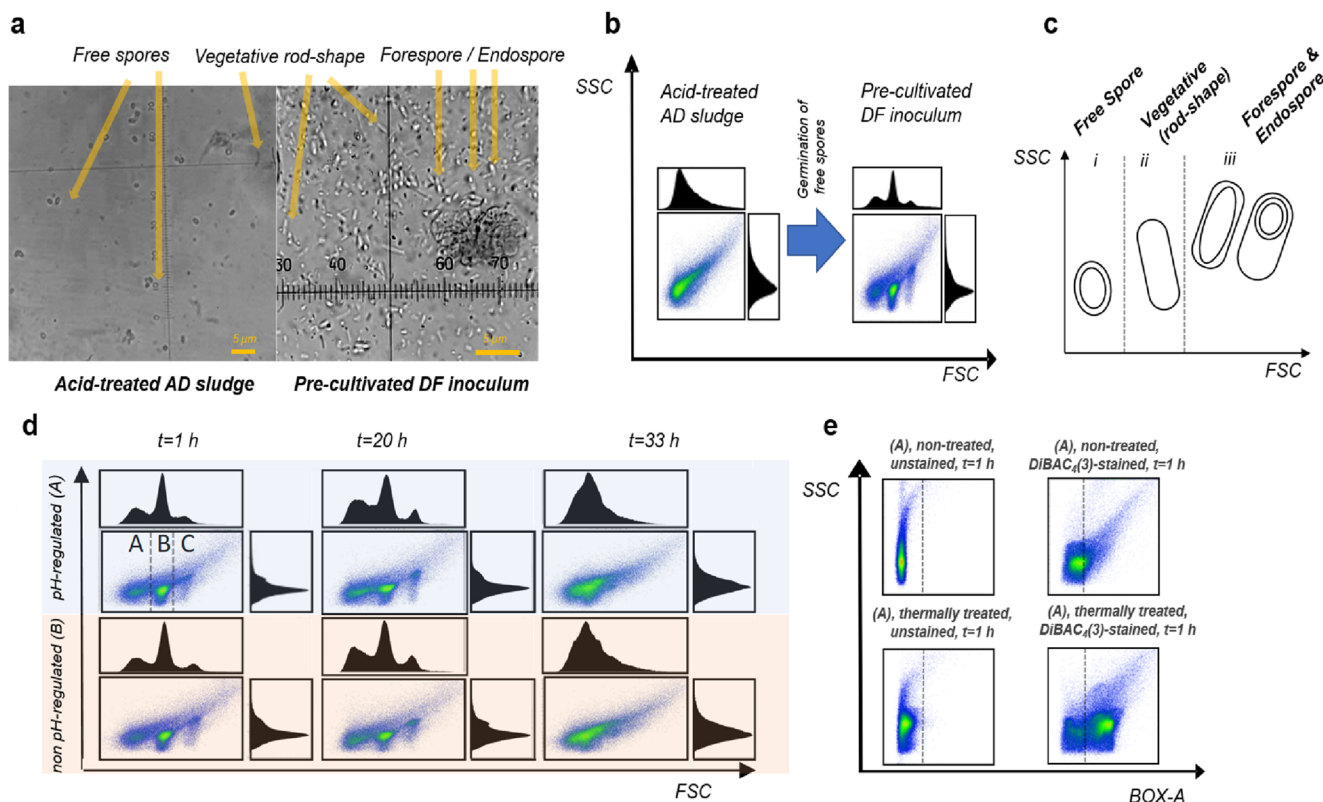 a
Free spores
Vegetative rod-shape
Forespore / Endospore
30
40
60
70
5 µm
5 µm
Acid-treated AD sludge
Pre-cultivated DF inoculum
b
SSC
Acid-treated
AD sludge
Germination of
free spores
Pre-cultivated
DF inoculum
FSC
c
SSC
Free Spore
Vegetative
(rod-shape)
Forespore &
Endospore
i
ii
iii
FSC
d
t=1 h
t=20 h
t=33 h
pH-regulated (A)
A
B
C
non pH-regulated (B)
FSC
e
SSC
(A), non-treated,
unstained, t=1 h
(A), non-treated,
DiBAC₄(3)-stained, t=1 h
(A), thermally treated,
unstained, t=1 h
(A), thermally treated,
DiBAC₄(3)-stained, t=1 h
BOX-A